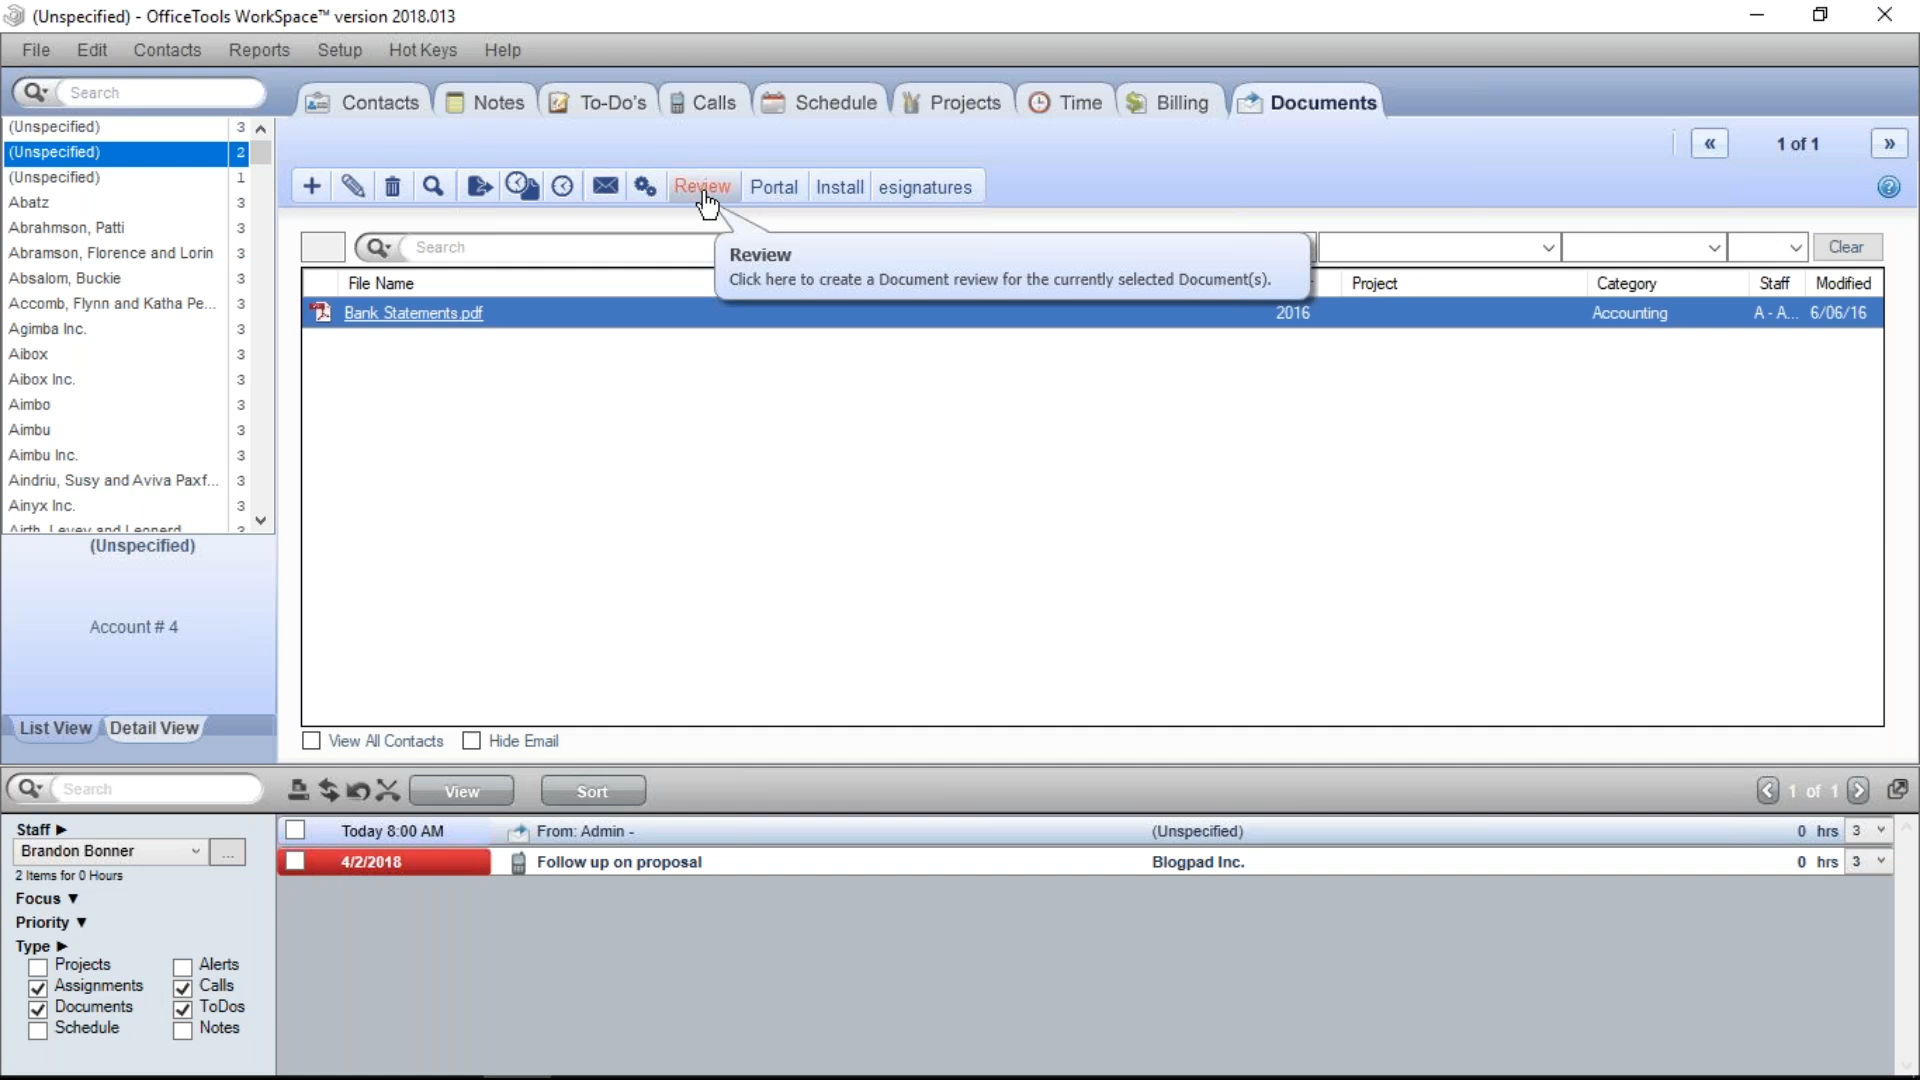 (Unspecified) - OfficeTools WorkSpace™ version 2018.013
File Edit Contacts Reports Setup Hot Keys Help
Search
Contacts Notes To-Do's Calls Schedule Projects Time Billing Documents
« 1 of 1 »
Review Portal Install esignatures
(Unspecified) 3
(Unspecified) 2
(Unspecified) 1
Abatz 3
Abrahmson, Patti 3
Abramson, Florence and Lorin 3
Absalom, Buckie 3
Accomb, Flynn and Katha Pe... 3
Agimba Inc. 3
Aibox 3
Aibox Inc. 3
Aimbo 3
Aimbu 3
Aimbu Inc. 3
Aindriu, Susy and Aviva Paxf... 3
Ainyx Inc. 3
Airth, Levey and Leonerd 3
(Unspecified)
Account # 4
List View Detail View
Search Clear
Review
Click here to create a Document review for the currently selected Document(s).
File Name Project Category Staff Modified
Bank Statements.pdf 2016 Accounting A - A... 6/06/16
View All Contacts Hide Email
Search View Sort 1 of 1
Staff
Brandon Bonner ...
2 Items for 0 Hours
Focus
Priority
Type
Projects Alerts
Assignments Calls
Documents ToDos
Schedule Notes
Today 8:00 AM From: Admin - (Unspecified) 0 hrs 3
4/2/2018 Follow up on proposal Blogpad Inc. 0 hrs 3